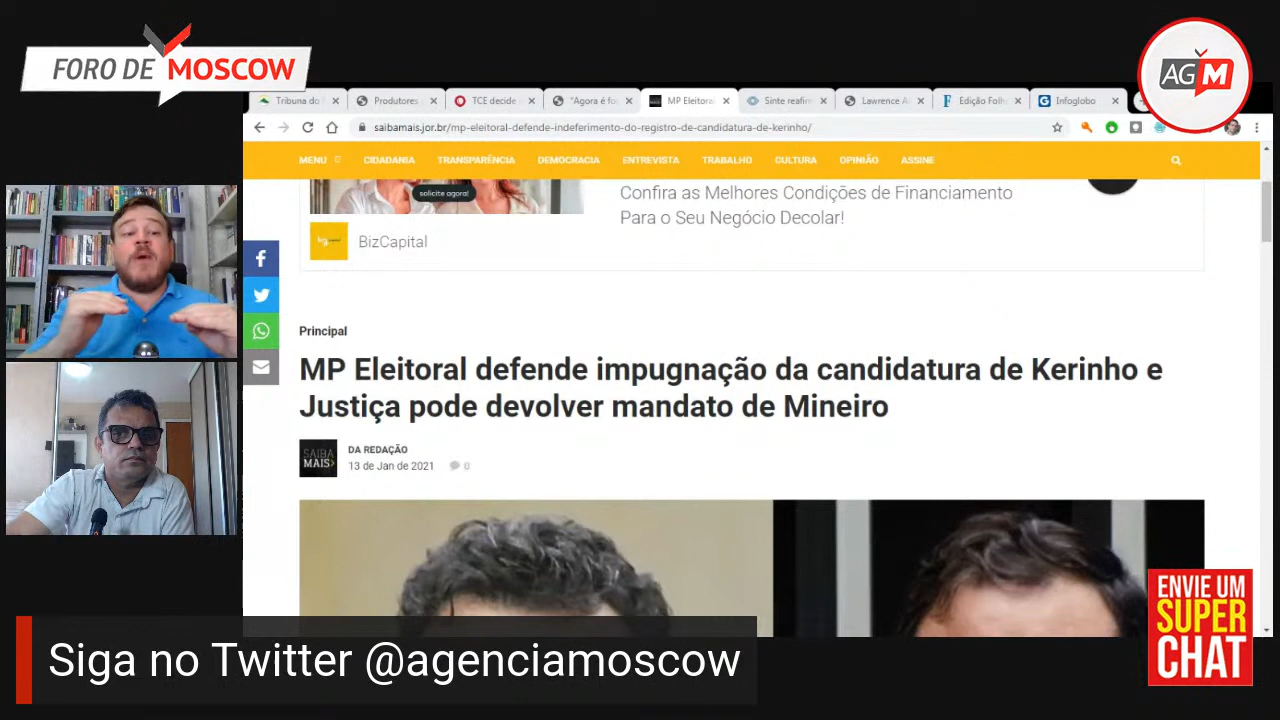 FORO DE MOSCOW
AGM
Tribuna do
Produtores
TCE decide
"Agora é fo
MP Eleitoral
Sinte reafir
Lawrence A
Edição Folh
Infoglobo
saibamais.jor.br/mp-eleitoral-defende-indeferimento-do-registro-de-candidatura-de-kerinho/
MENU CIDADANIA TRANSPARÊNCIA DEMOCRACIA ENTREVISTA TRABALHO CULTURA OPINIÃO ASSINE
solicite agora!
Confira as Melhores Condições de Financiamento
Para o Seu Negócio Decolar!
BizCapital
Principal
MP Eleitoral defende impugnação da candidatura de Kerinho e
Justiça pode devolver mandato de Mineiro
SAIBA
MAIS
DA REDAÇÃO
13 de Jan de 2021 0
Siga no Twitter @agenciamoscow
ENVIE UM
SUPER
CHAT